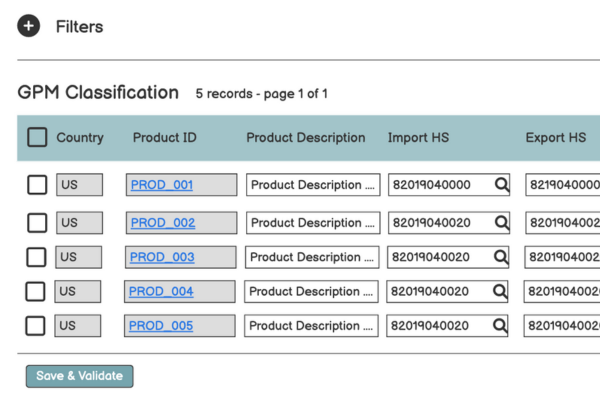 Filters
GPM Classification 5 records - page 1 of 1
Country Product ID Product Description Import HS Export HS
US PROD_001 Product Description .... 82019040000 8219040000
US PROD_002 Product Description .... 82019040020 8201904002
US PROD_003 Product Description .... 82019040020 8201904002
US PROD_004 Product Description .... 82019040020 8201904002
US PROD_005 Product Description .... 82019040020 8201904002
Save & Validate